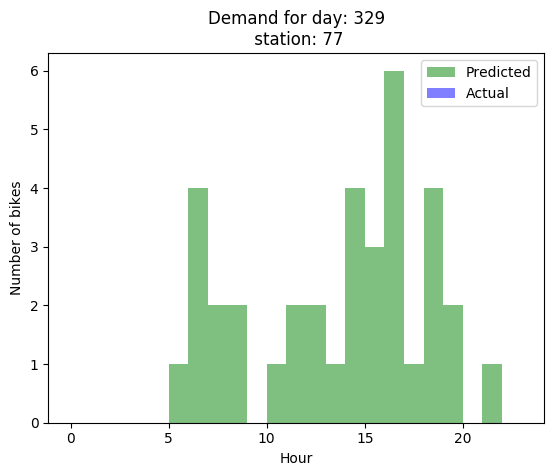 Demand for day: 329
station: 77
Predicted
Actual
Number of bikes
6
5
4
3
2
1
0
0 5 10 15 20
Hour